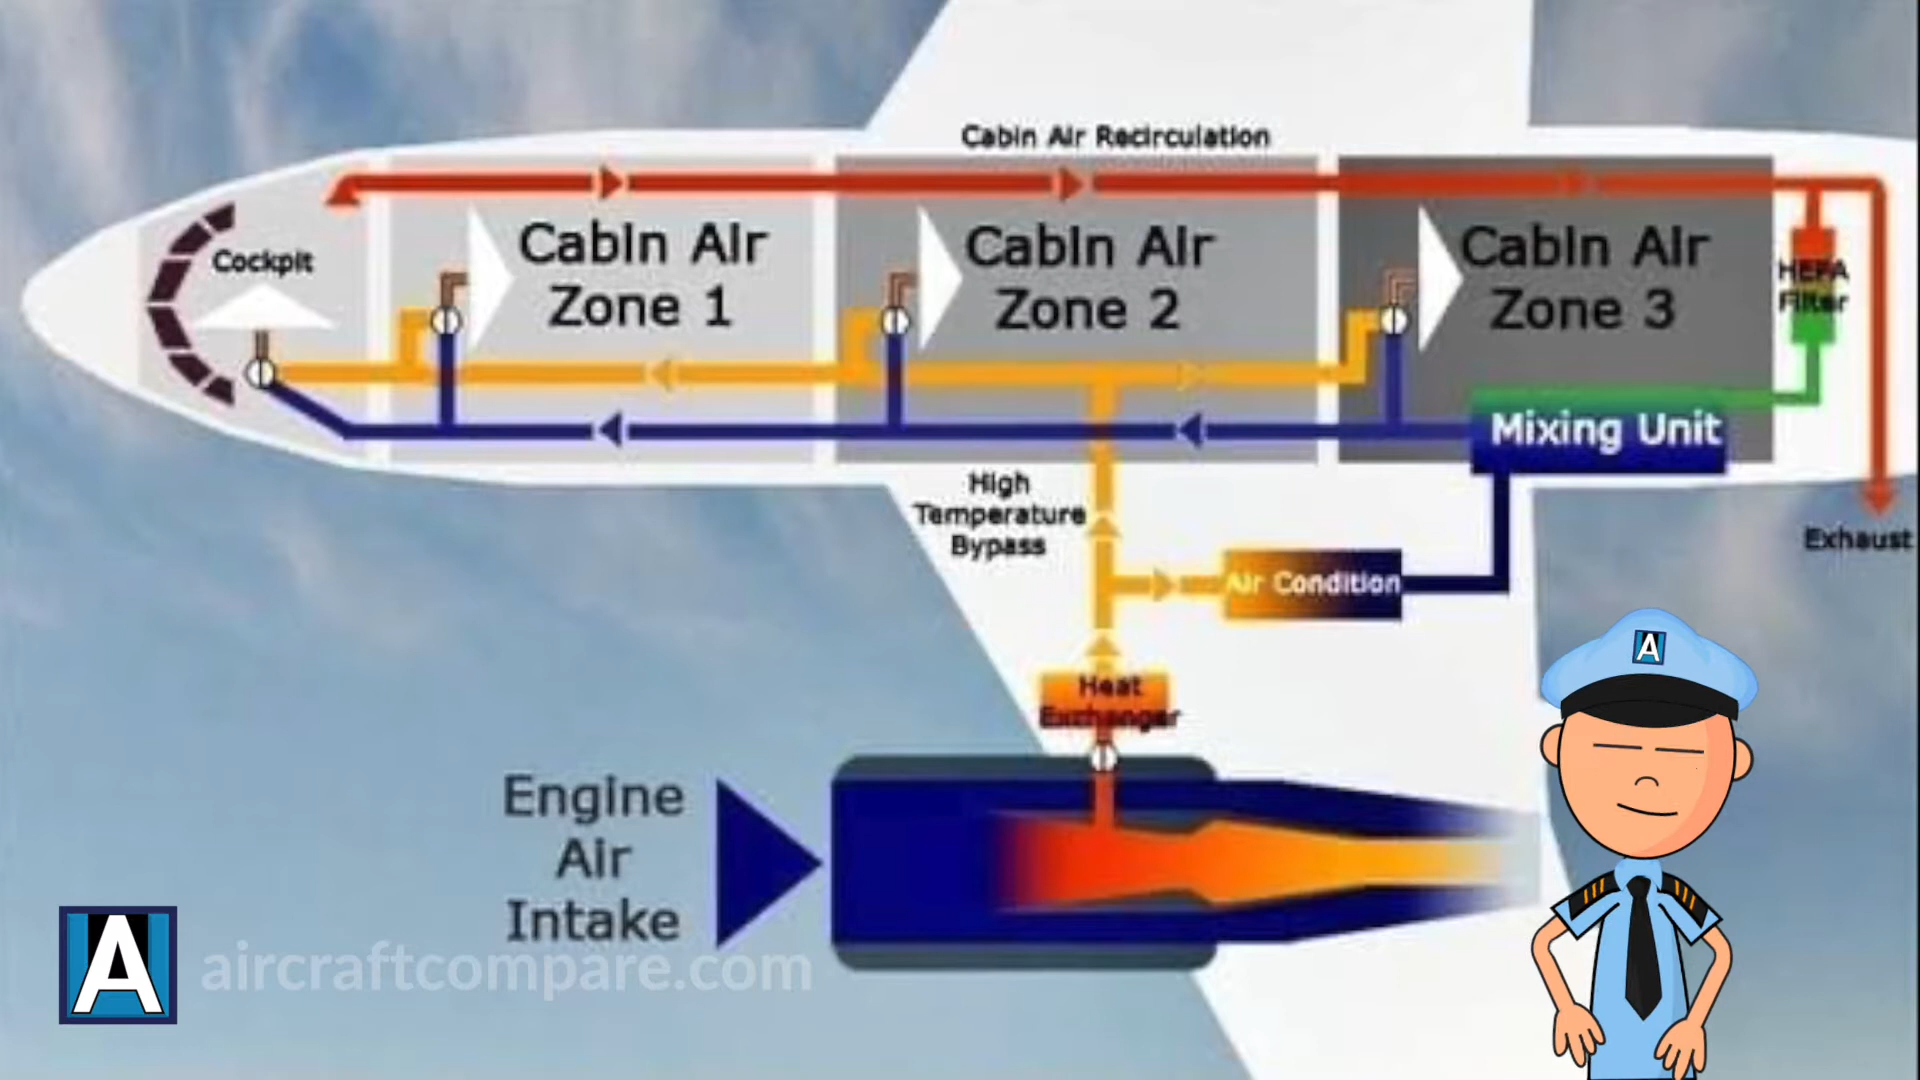 Cabin Air Recirculation
Cockpit
Cabin Air
Zone 1
Cabin Air
Zone 2
Cabin Air
Zone 3
HEPA
Filter
Mixing Unit
High
Temperature
Bypass
Exhaust
Air Condition
Heat
Exchanger
Engine
Air
Intake
A
A
aircraftcompare.com